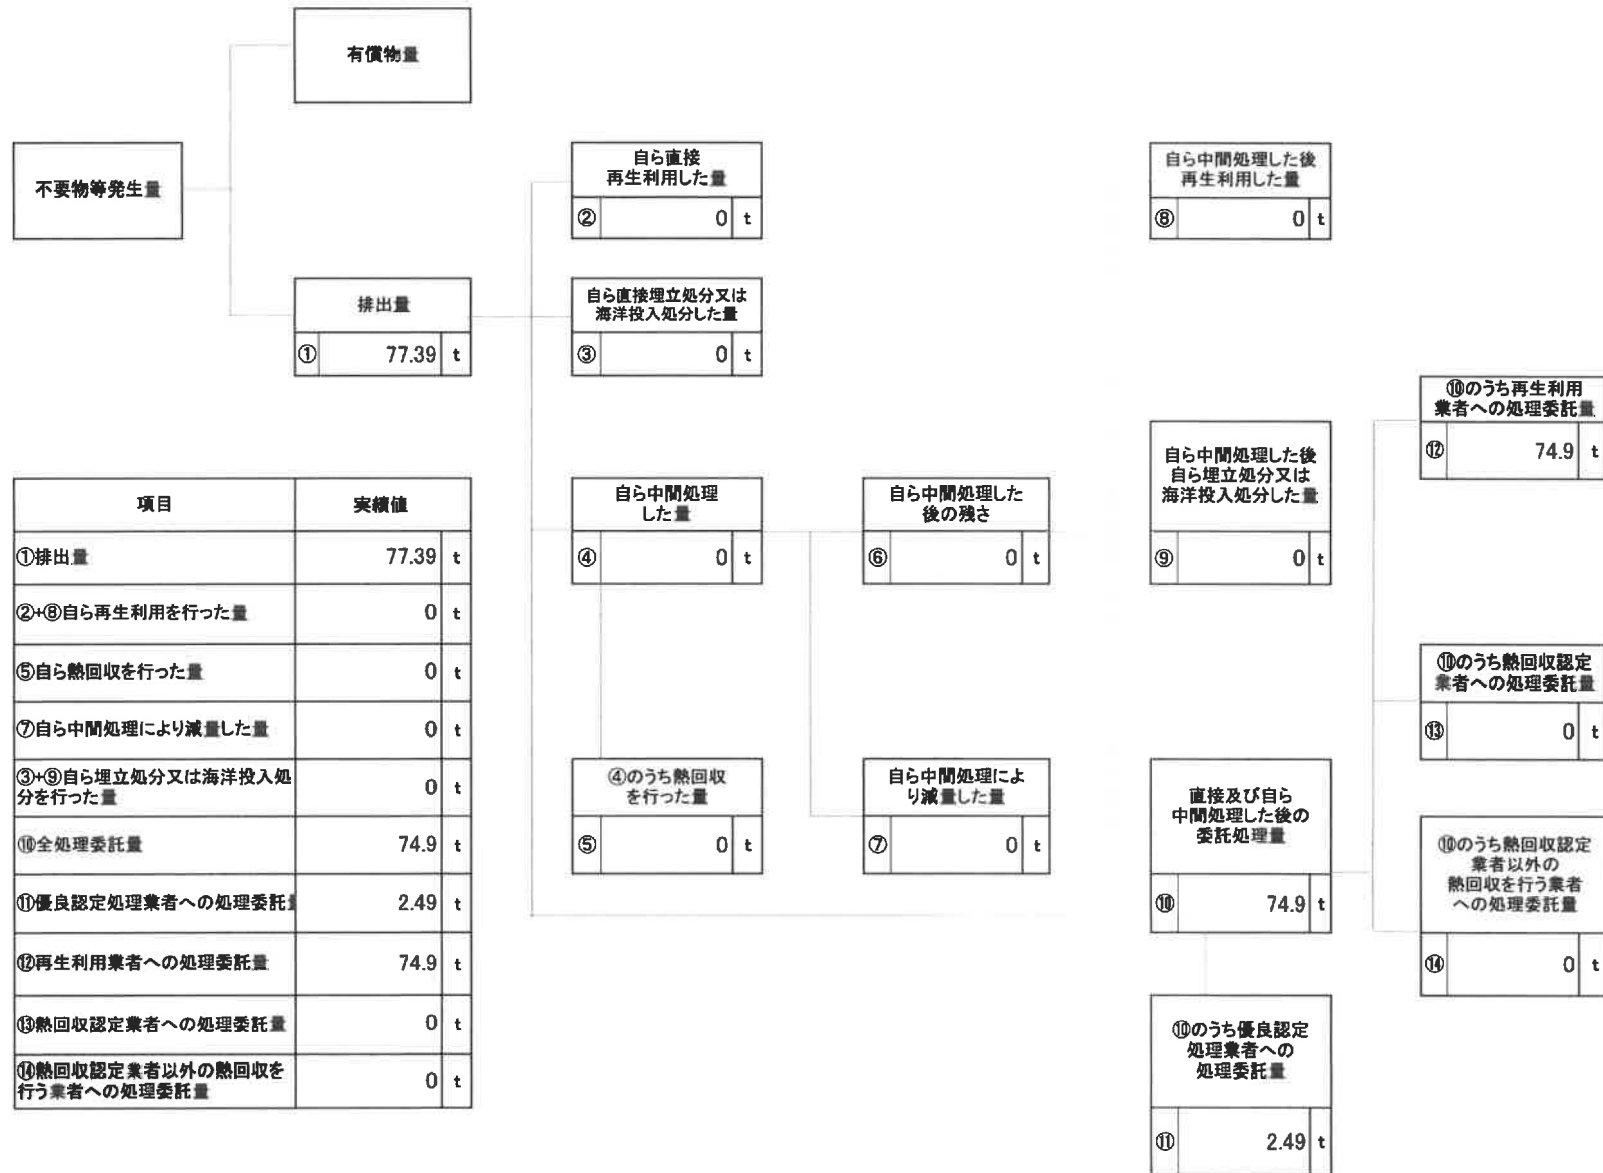 有償物量
不要物等発生量
排出量
① 77.39 t
自ら直接
再生利用した量
② 0 t
自ら直接埋立処分又は
海洋投入処分した量
③ 0 t
自ら中間処理
した量
④ 0 t
④のうち熱回収
を行った量
⑤ 0 t
自ら中間処理した
後の残さ
⑥ 0 t
自ら中間処理によ
り減量した量
⑦ 0 t
自ら中間処理した後
再生利用した量
⑧ 0 t
自ら中間処理した後
自ら埋立処分又は
海洋投入処分した量
⑨ 0 t
直接及び自ら
中間処理した後の
委託処理量
⑩ 74.9 t
⑩のうち優良認定
処理業者への
処理委託量
⑪ 2.49 t
⑩のうち再生利用
業者への処理委託量
⑫ 74.9 t
⑩のうち熱回収認定
業者への処理委託量
⑬ 0 t
⑩のうち熱回収認定
業者以外の
熱回収を行う業者
への処理委託量
⑭ 0 t
項目 実績値
①排出量 77.39 t
②+⑧自ら再生利用を行った量 0 t
⑤自ら熱回収を行った量 0 t
⑦自ら中間処理により減量した量 0 t
③+⑨自ら埋立処分又は海洋投入処
分を行った量 0 t
⑩全処理委託量 74.9 t
⑪優良認定処理業者への処理委託量 2.49 t
⑫再生利用業者への処理委託量 74.9 t
⑬熱回収認定業者への処理委託量 0 t
⑭熱回収認定業者以外の熱回収を
行う業者への処理委託量 0 t